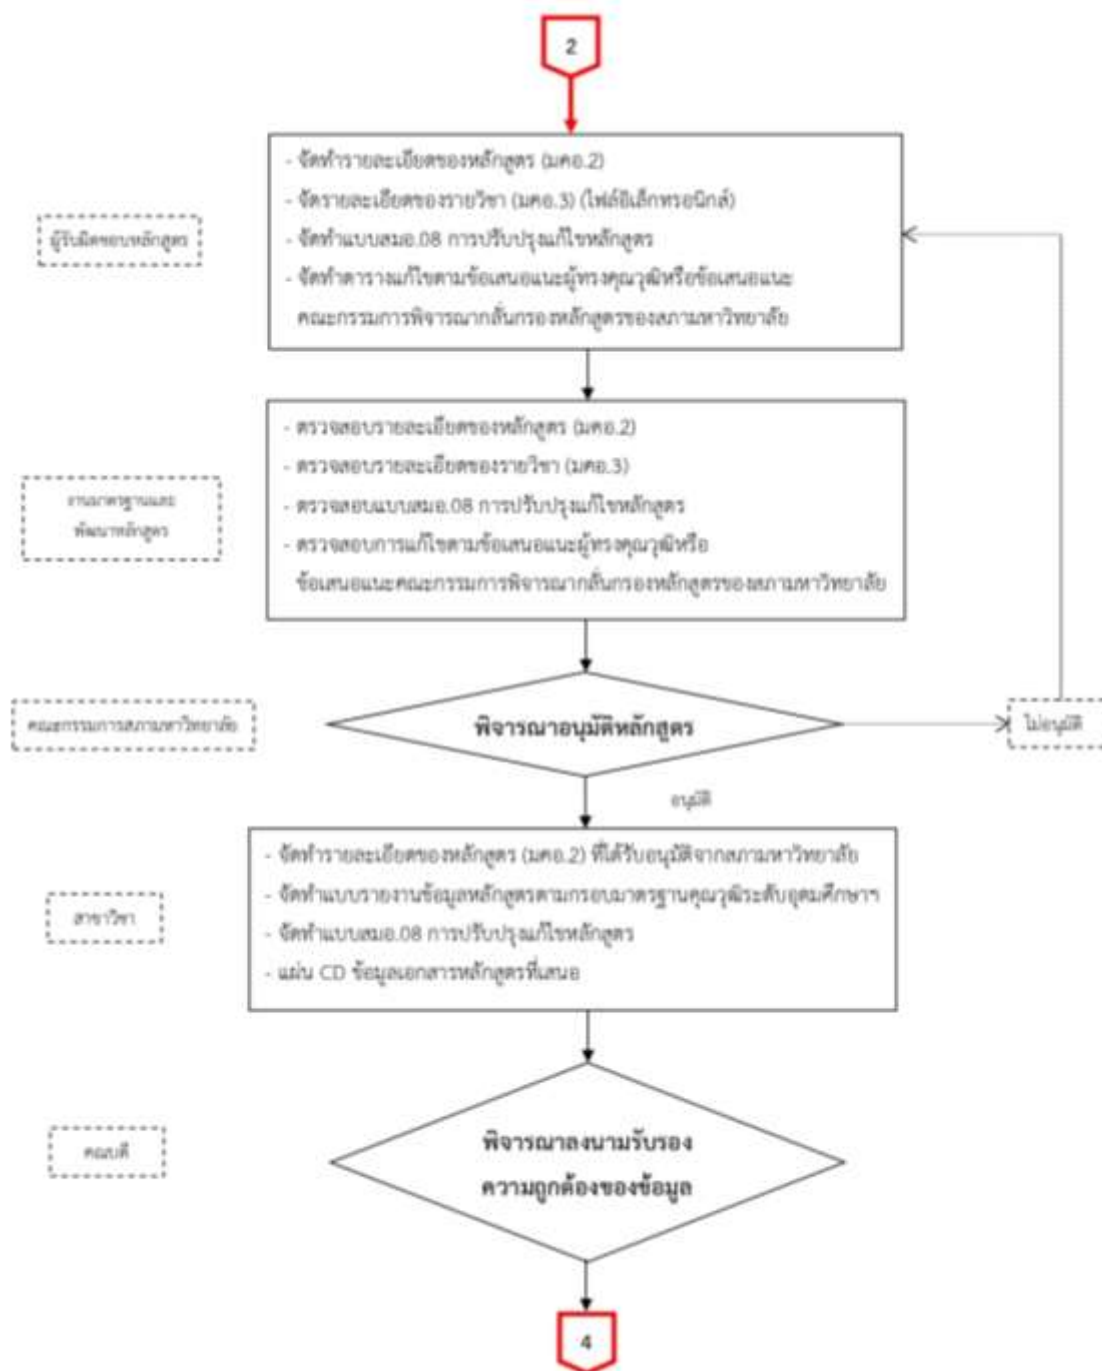 2
- จัดทำรายละเอียดของหลักสูตร (มคอ.2)
- จัดรายละเอียดของรายวิชา (มคอ.3) (ไฟล์อิเล็กทรอนิกส์)
- จัดทำแบบสมอ.08 การปรับปรุงแก้ไขหลักสูตร
- จัดทำตารางแก้ไขตามข้อเสนอแนะผู้ทรงคุณวุฒิหรือข้อเสนอแนะ
คณะกรรมการพิจารณากลั่นกรองหลักสูตรของสภามหาวิทยาลัย
ผู้รับผิดชอบหลักสูตร
- ตรวจสอบรายละเอียดของหลักสูตร (มคอ.2)
- ตรวจสอบรายละเอียดของรายวิชา (มคอ.3)
- ตรวจสอบแบบสมอ.08 การปรับปรุงแก้ไขหลักสูตร
- ตรวจสอบการแก้ไขตามข้อเสนอแนะผู้ทรงคุณวุฒิหรือ
ข้อเสนอแนะคณะกรรมการพิจารณากลั่นกรองหลักสูตรของสภามหาวิทยาลัย
งานมาตรฐานและ
พัฒนาหลักสูตร
คณะกรรมการสภามหาวิทยาลัย
พิจารณาอนุมัติหลักสูตร
ไม่อนุมัติ
อนุมัติ
- จัดทำรายละเอียดของหลักสูตร (มคอ.2) ที่ได้รับอนุมัติจากสภามหาวิทยาลัย
- จัดทำแบบรายงานข้อมูลหลักสูตรตามกรอบมาตรฐานคุณวุฒิระดับอุดมศึกษาฯ
- จัดทำแบบสมอ.08 การปรับปรุงแก้ไขหลักสูตร
- แผ่น CD ข้อมูลเอกสารหลักสูตรที่เสนอ
สาขาวิชา
คณบดี
พิจารณาลงนามรับรอง
ความถูกต้องของข้อมูล
4